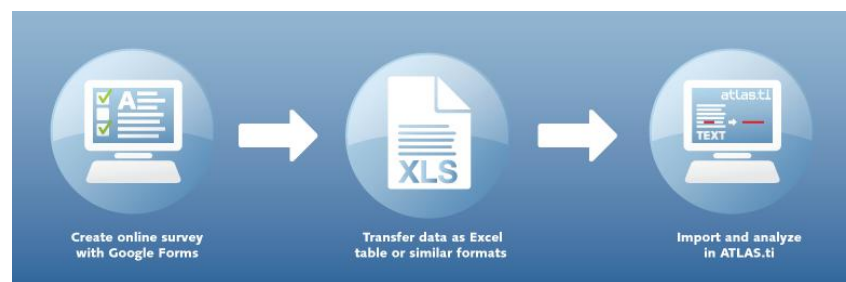 A
Create online survey
with Google Forms
XLS
Transfer data as Excel
table or similar formats
atlas.ti
TEXT
Import and analyze
in ATLAS.ti